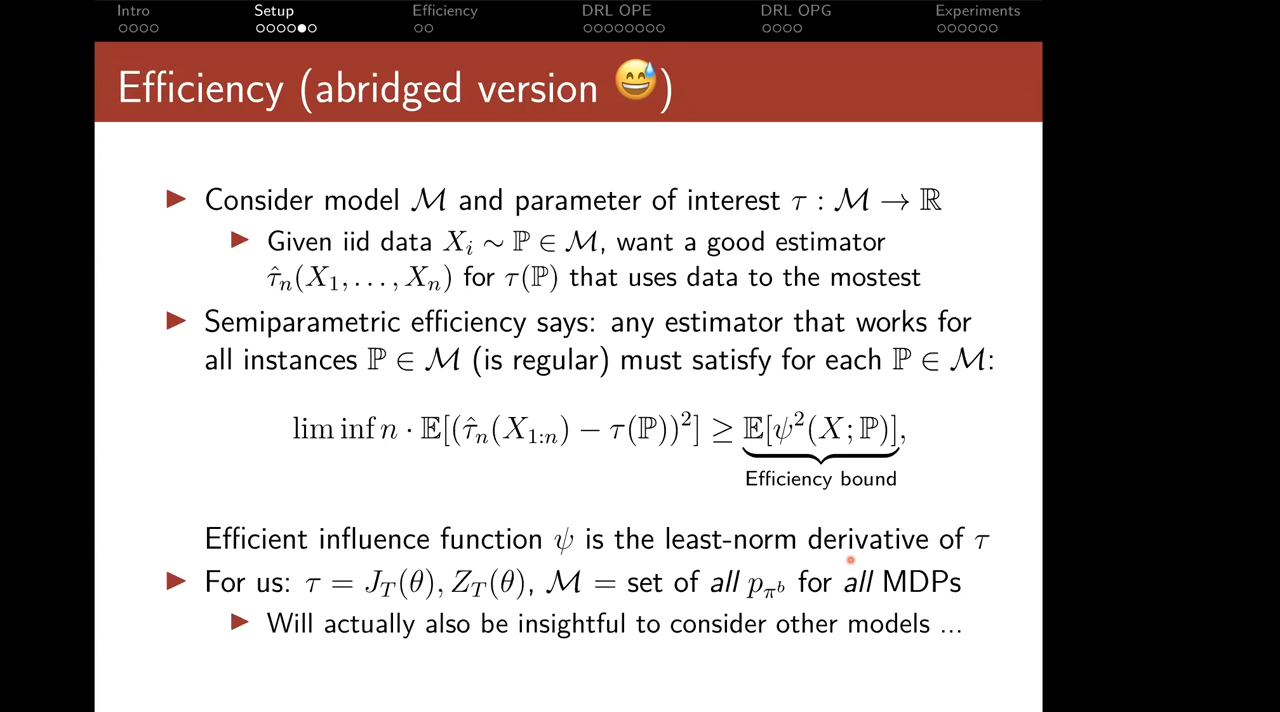 Intro Setup Efficiency DRL OPE DRL OPG Experiments
Efficiency (abridged version 😅)
Consider model ℳ and parameter of interest τ : ℳ → ℝ
Given iid data Xᵢ ∼ ℙ ∈ ℳ, want a good estimator
τ̂ₙ(X₁, …, Xₙ) for τ(ℙ) that uses data to the mostest
Semiparametric efficiency says: any estimator that works for
all instances ℙ ∈ ℳ (is regular) must satisfy for each ℙ ∈ ℳ:
lim inf n · 𝔼[(τ̂ₙ(X₁:ₙ) − τ(ℙ))²] ≥ 𝔼[ψ²(X; ℙ)],
Efficiency bound
Efficient influence function ψ is the least-norm derivative of τ
For us: τ = J_T(θ), Z_T(θ), ℳ = set of all p_{π^b} for all MDPs
Will actually also be insightful to consider other models ...